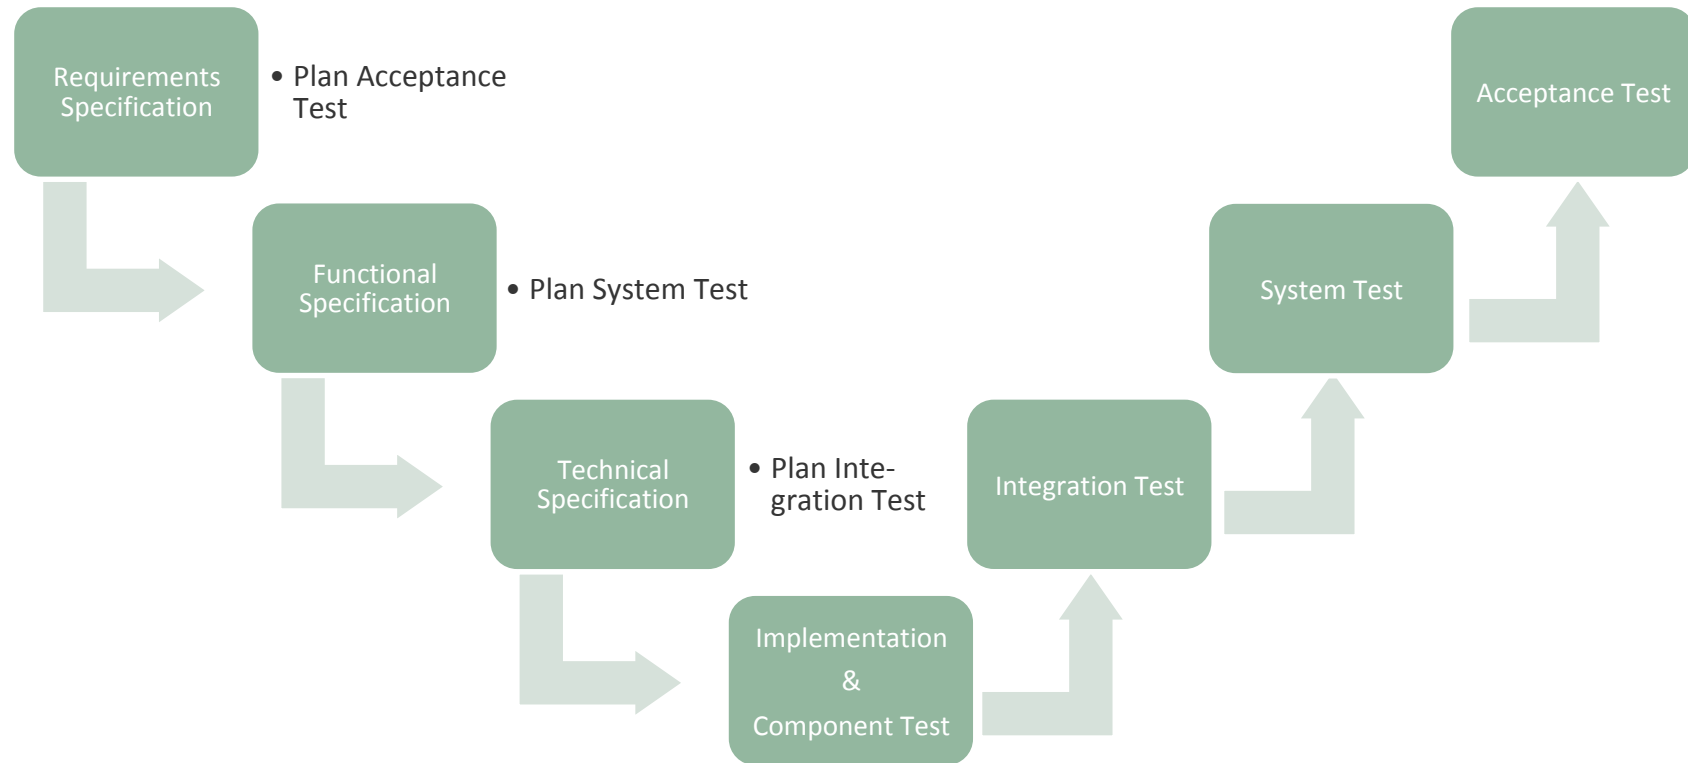 Requirements
Specification
• Plan Acceptance
Test
Acceptance Test
Functional
Specification
• Plan System Test
System Test
Technical
Specification
• Plan Inte-
gration Test
Integration Test
Implementation
&
Component Test